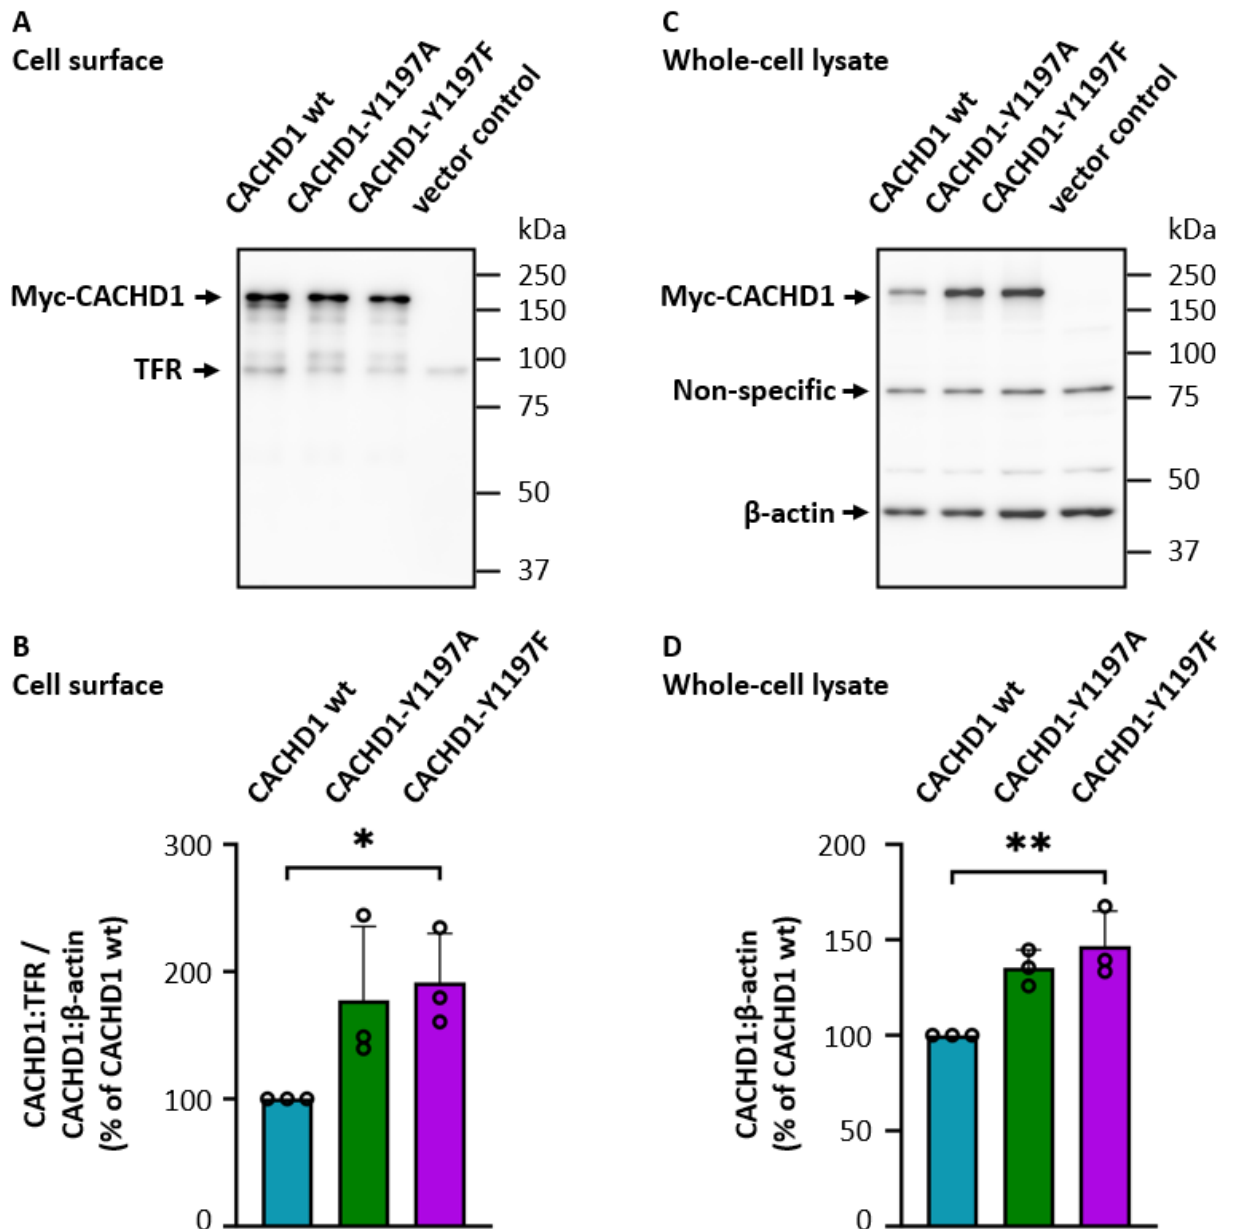 A
Cell surface
CACHD1 wt
CACHD1-Y1197A
CACHD1-Y1197F
vector control
kDa
Myc-CACHD1
TFR
250
150
100
75
50
37
C
Whole-cell lysate
CACHD1 wt
CACHD1-Y1197A
CACHD1-Y1197F
vector control
kDa
Myc-CACHD1
Non-specific
β-actin
250
150
100
75
50
37
B
Cell surface
CACHD1 wt
CACHD1-Y1197A
CACHD1-Y1197F
*
CACHD1:TFR /
CACHD1:β-actin
(% of CACHD1 wt)
300
200
100
0
D
Whole-cell lysate
CACHD1 wt
CACHD1-Y1197A
CACHD1-Y1197F
**
CACHD1:β-actin
(% of CACHD1 wt)
200
150
100
50
0